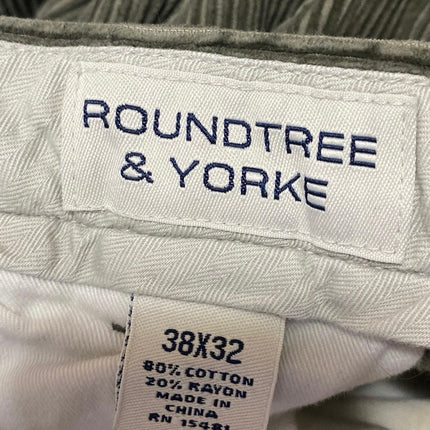 ROUNDTREE
& YORKE
38X32
80% COTTON
20% RAYON
MADE IN
CHINA
RN 15481